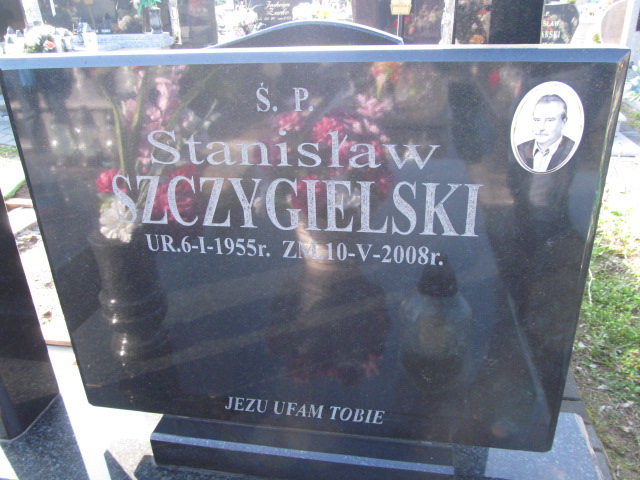 Ś. P.
Stanisław
SZCZYGIELSKI
UR.6-I-1955r. ZM.10-V-2008r.
JEZU UFAM TOBIE